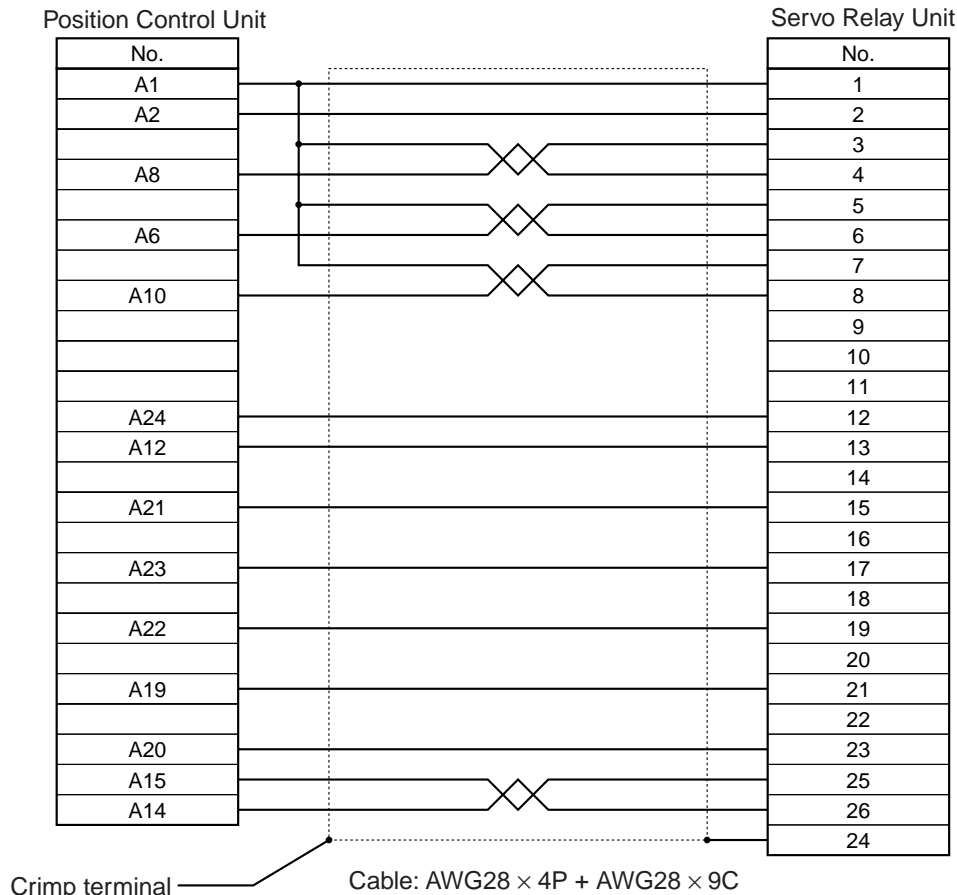 Position Control Unit Servo Relay Unit
No. No.
A1 1
A2 2
3
A8 4
5
A6 6
7
A10 8
9
10
11
A24 12
A12 13
14
A21 15
16
A23 17
18
A22 19
20
A19 21
22
A20 23
A15 25
A14 26
24
Crimp terminal Cable: AWG28 × 4P + AWG28 × 9C